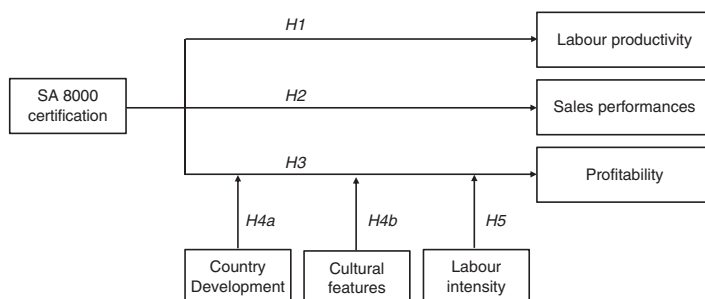 H1
Labour productivity
SA 8000
certification
H2
Sales performances
H3
Profitability
H4a
H4b
H5
Country
Development
Cultural
features
Labour
intensity